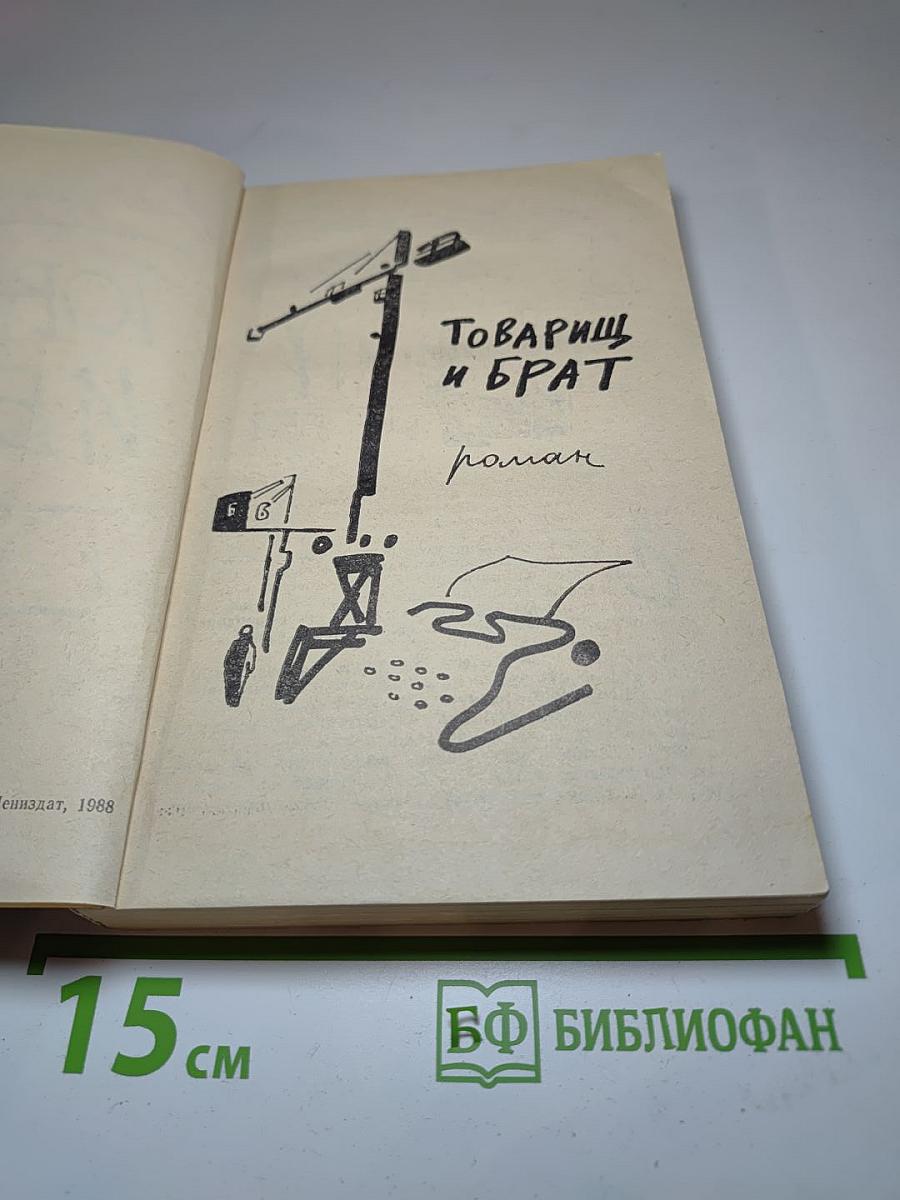 ТОВАРИЩ
И БРАТ
роман
Б Б
Лениздат, 1988
15 см
БФ БИБЛИОФАН